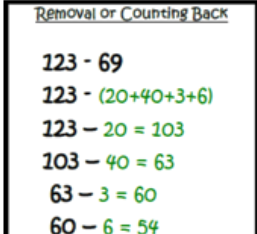 Removal or Counting Back
123 - 69
123 - (20+40+3+6)
123 – 20 = 103
103 – 40 = 63
63 – 3 = 60
60 – 6 = 54